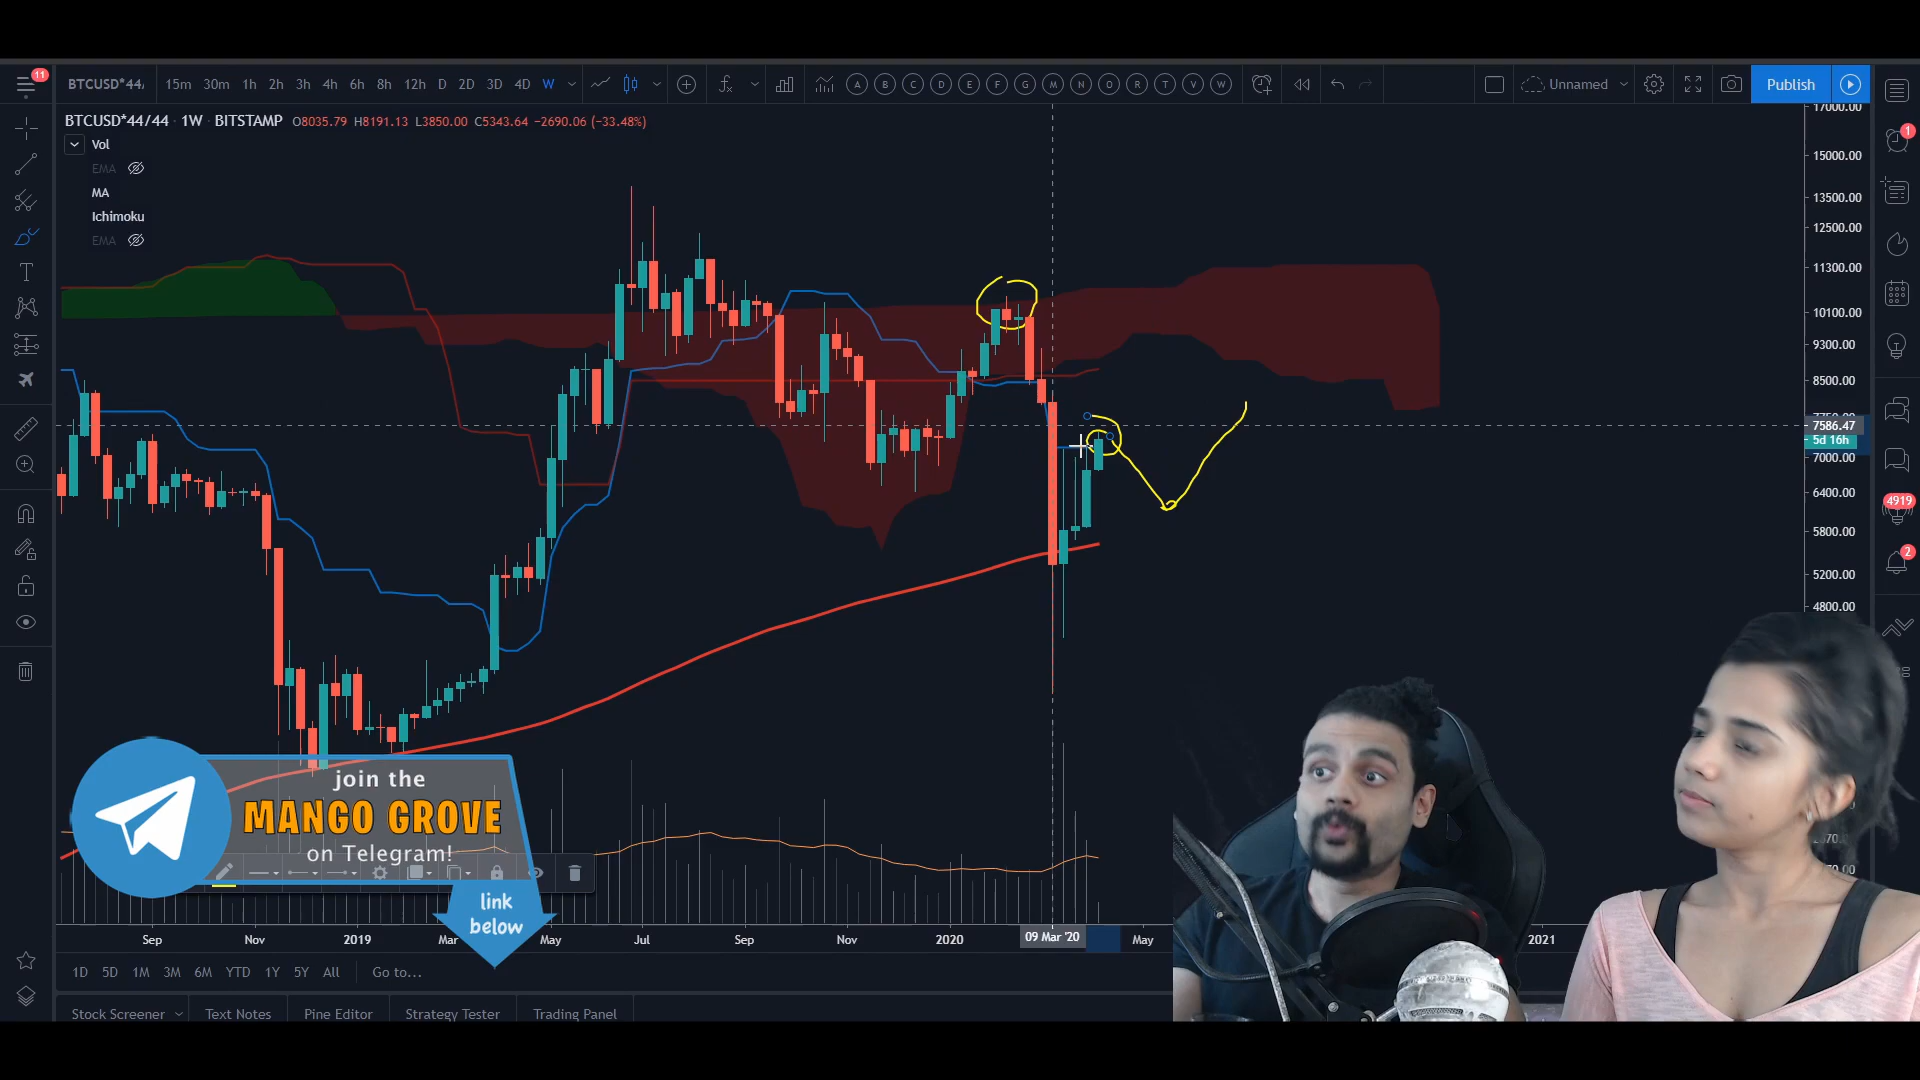 11
BTCUSD*44/
15m 30m 1h 2h 3h 4h 6h 8h 12h D 2D 3D 4D W
A B C D E F G M N O R T V W
Unnamed
Publish
BTCUSD*44/44 · 1W · BITSTAMP O8035.79 H8191.13 L3850.00 C5343.64 −2690.06 (−33.48%)
Vol
EMA
MA
Ichimoku
EMA
17000.00
15000.00
13500.00
12500.00
11300.00
10100.00
9300.00
8500.00
7586.47
5d 16h
7000.00
6400.00
5800.00
5200.00
4800.00
1
4919
2
join the
MANGO GROVE
on Telegram!
link
below
Sep Nov 2019 Mar May Jul Sep Nov 2020 09 Mar '20 May 2021
1D 5D 1M 3M 6M YTD 1Y 5Y All Go to...
Stock Screener Text Notes Pine Editor Strategy Tester Trading Panel